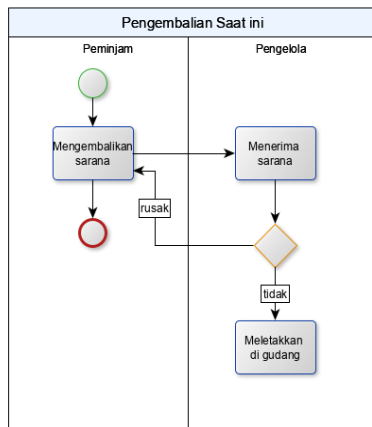 Pengembalian Saat ini
Peminjam
Pengelola
Mengembalikan
sarana
Menerima
sarana
rusak
tidak
Meletakkan
di gudang